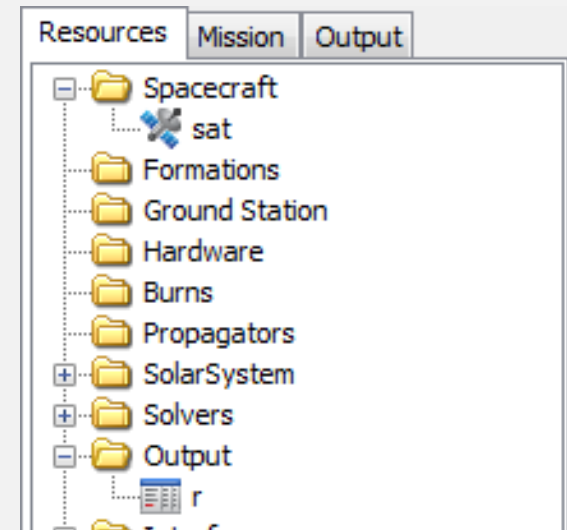 Resources Mission Output
Spacecraft
sat
Formations
Ground Station
Hardware
Burns
Propagators
SolarSystem
Solvers
Output
r